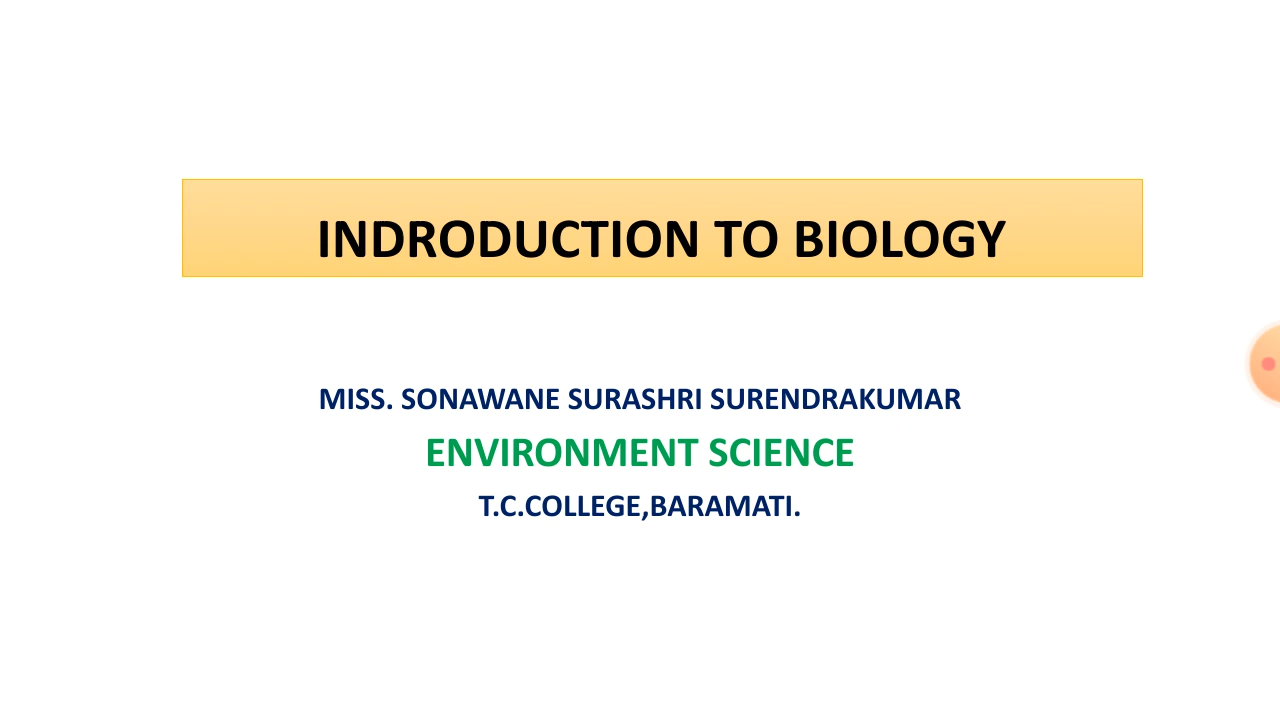 INDRODUCTION TO BIOLOGY
MISS. SONAWANE SURASHRI SURENDRAKUMAR
ENVIRONMENT SCIENCE
T.C.COLLEGE,BARAMATI.